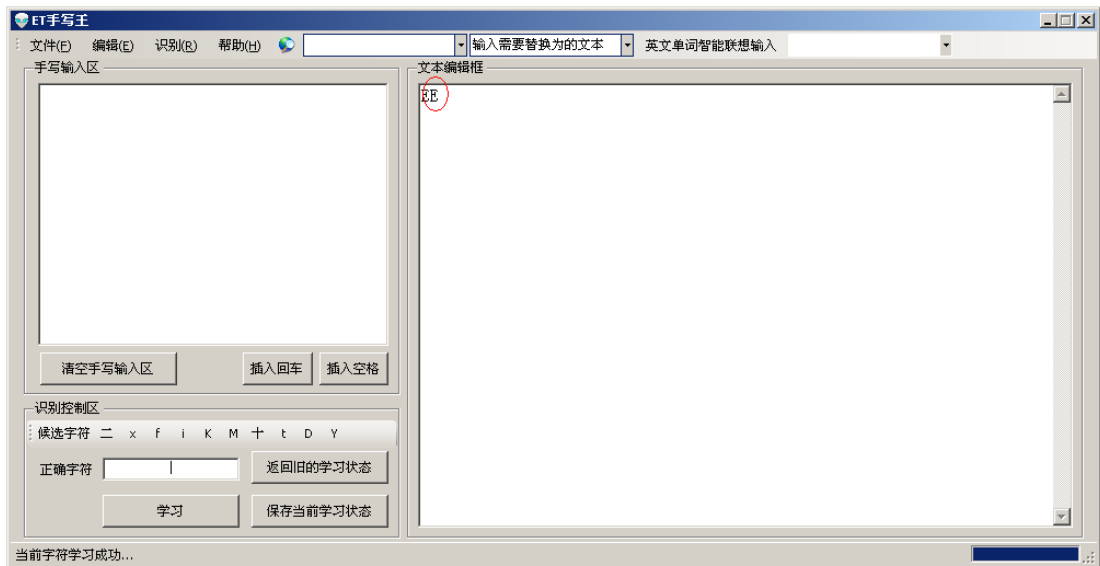 ET手写王
文件(F) 编辑(E) 识别(R) 帮助(H) 输入需要替换为的文本 英文单词智能联想输入
手写输入区
文本编辑框
EE
清空手写输入区 插入回车 插入空格
识别控制区
候选字符 二 x f i K M 十 t D Y
正确字符 返回旧的学习状态
学习 保存当前学习状态
当前字符学习成功...